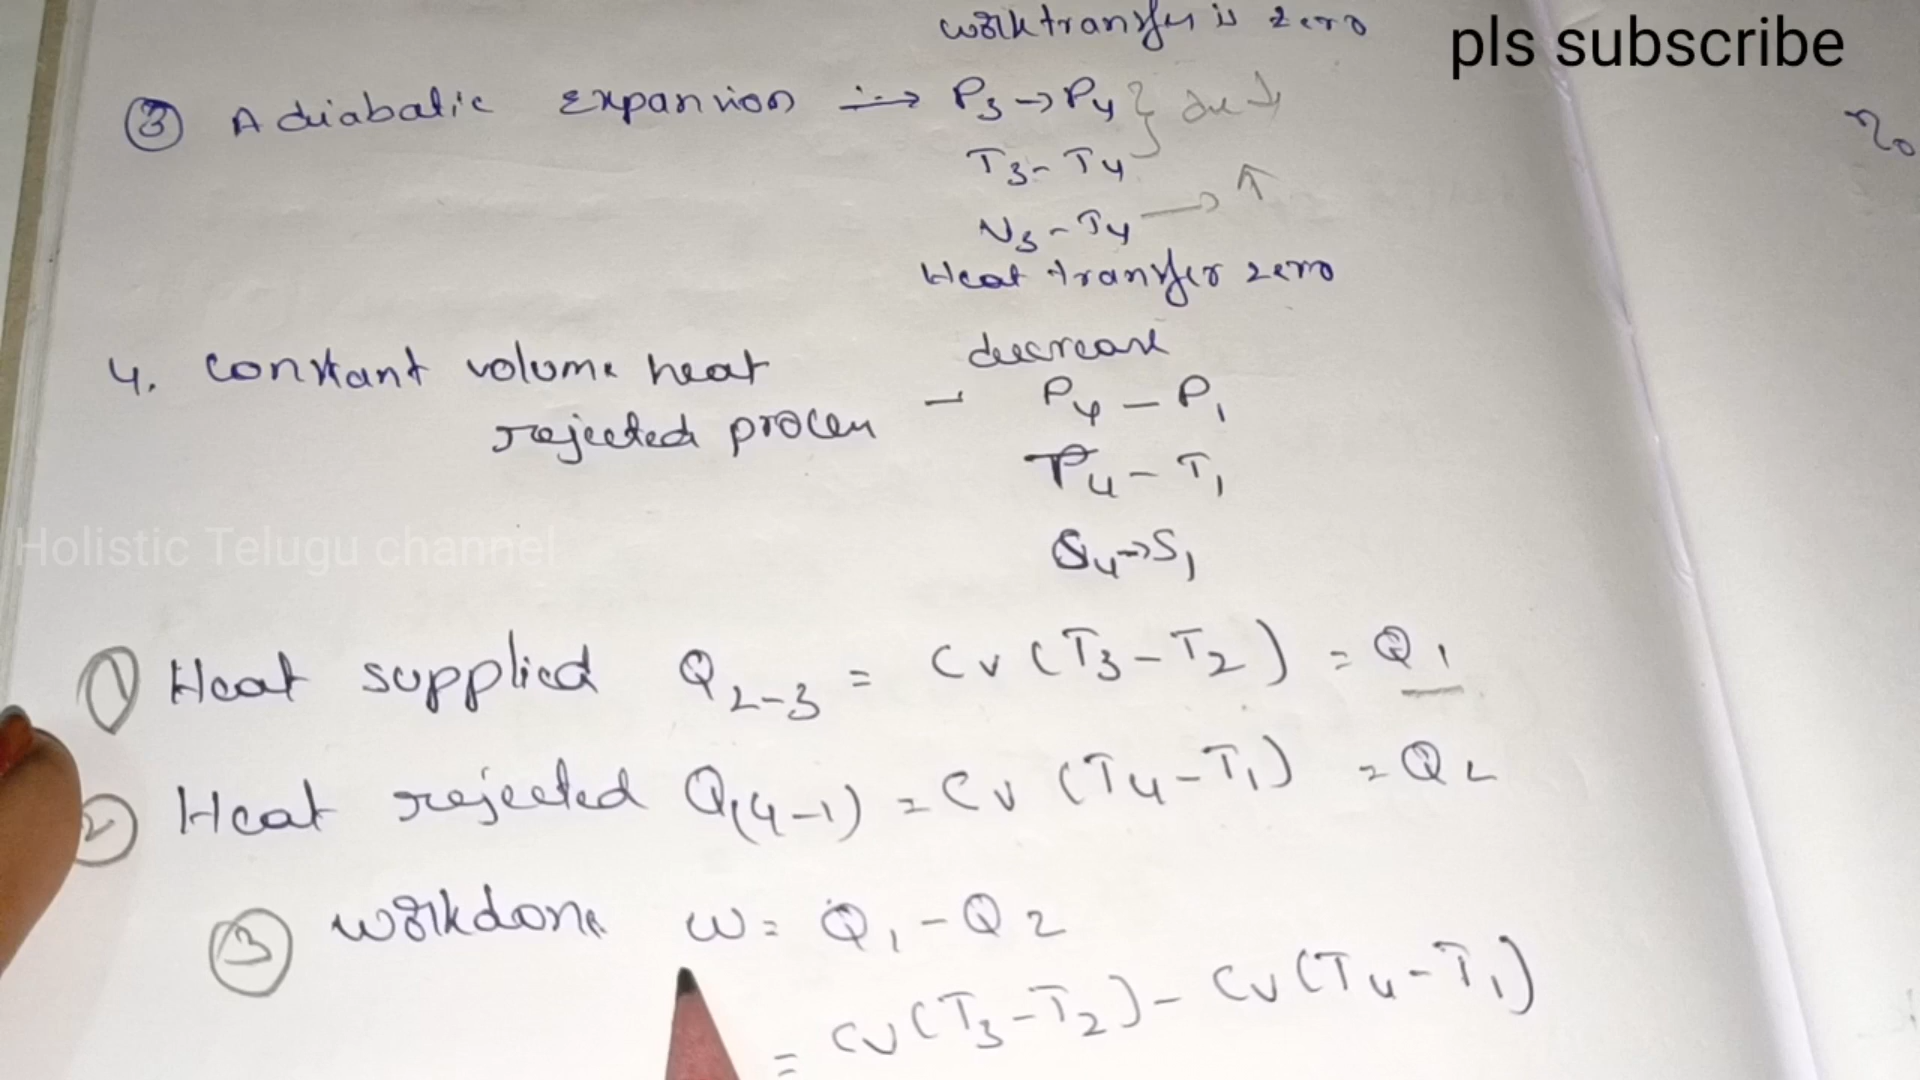 worktransfer is zero
pls subscribe
③ Adiabatic Expansion → P3→P4
T3-T4
V3-T4 → ↑
Heat transfer zero
4. constant volume heat
rejected process - decrease
P4 - P1
T4 - T1
S4→S1
Holistic Telugu channel
① Heat supplied Q2-3 = Cv(T3-T2) = Q1
② Heat rejected Q(4-1) = Cv (T4-T1) = Q2
③ workdone W = Q1-Q2
= Cv(T3-T2) - Cv(T4-T1)